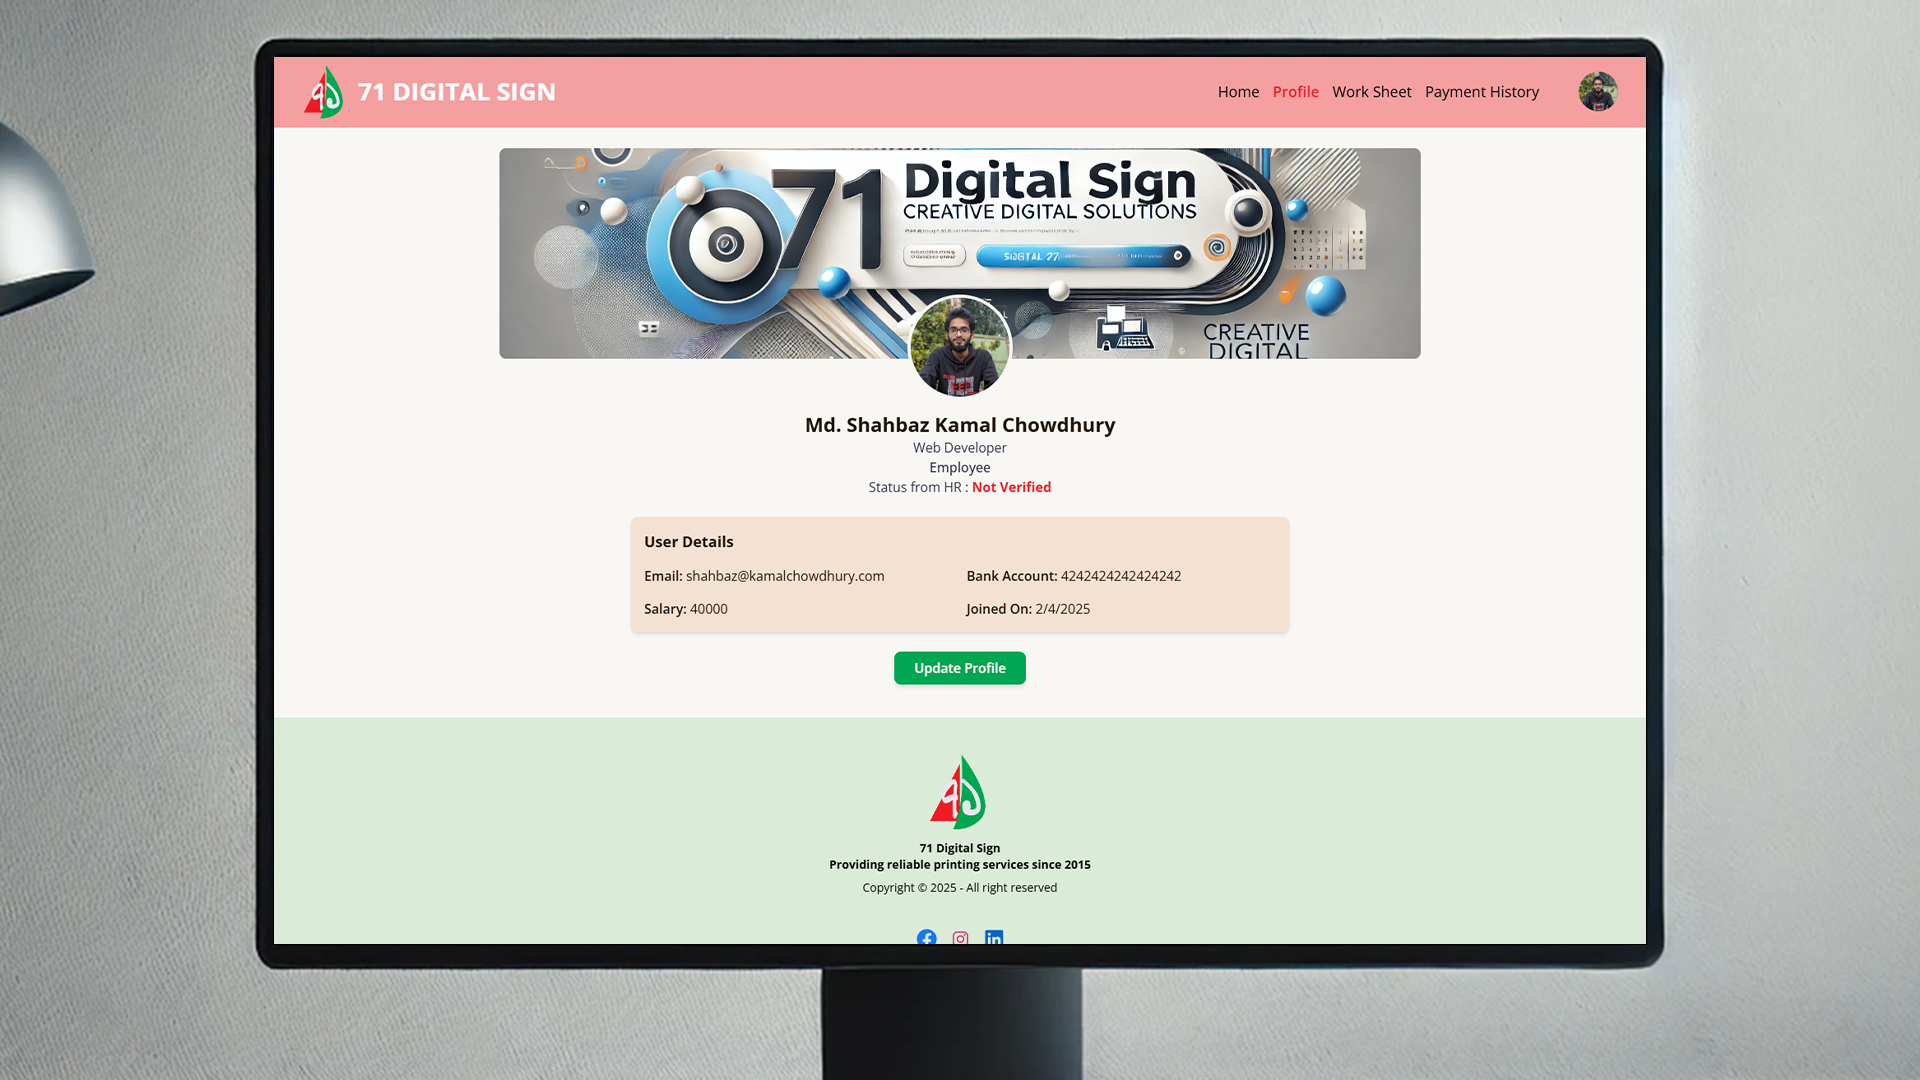 71 DIGITAL SIGN
Home Profile Work Sheet Payment History
71 Digital Sign
CREATIVE DIGITAL SOLUTIONS
CREATIVE
DIGITAL
Md. Shahbaz Kamal Chowdhury
Web Developer
Employee
Status from HR : Not Verified
User Details
Email: shahbaz@kamalchowdhury.com Bank Account: 4242424242424242
Salary: 40000 Joined On: 2/4/2025
Update Profile
71 Digital Sign
Providing reliable printing services since 2015
Copyright © 2025 - All right reserved